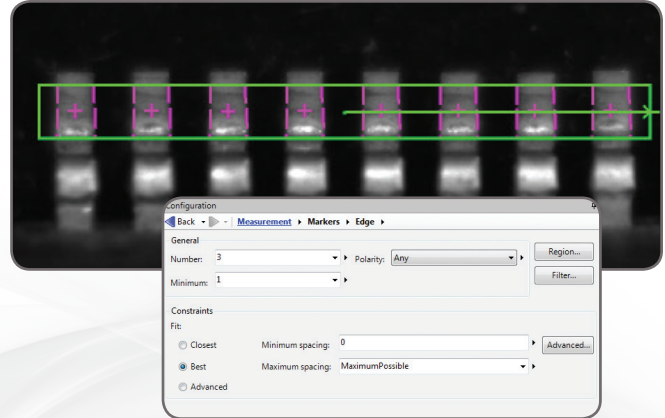 Configuration
Back Measurement Markers Edge
General
Number: 3 Polarity: Any Region...
Minimum: 1 Filter...
Constraints
Fit:
Closest Minimum spacing: 0 Advanced...
Best Maximum spacing: MaximumPossible
Advanced